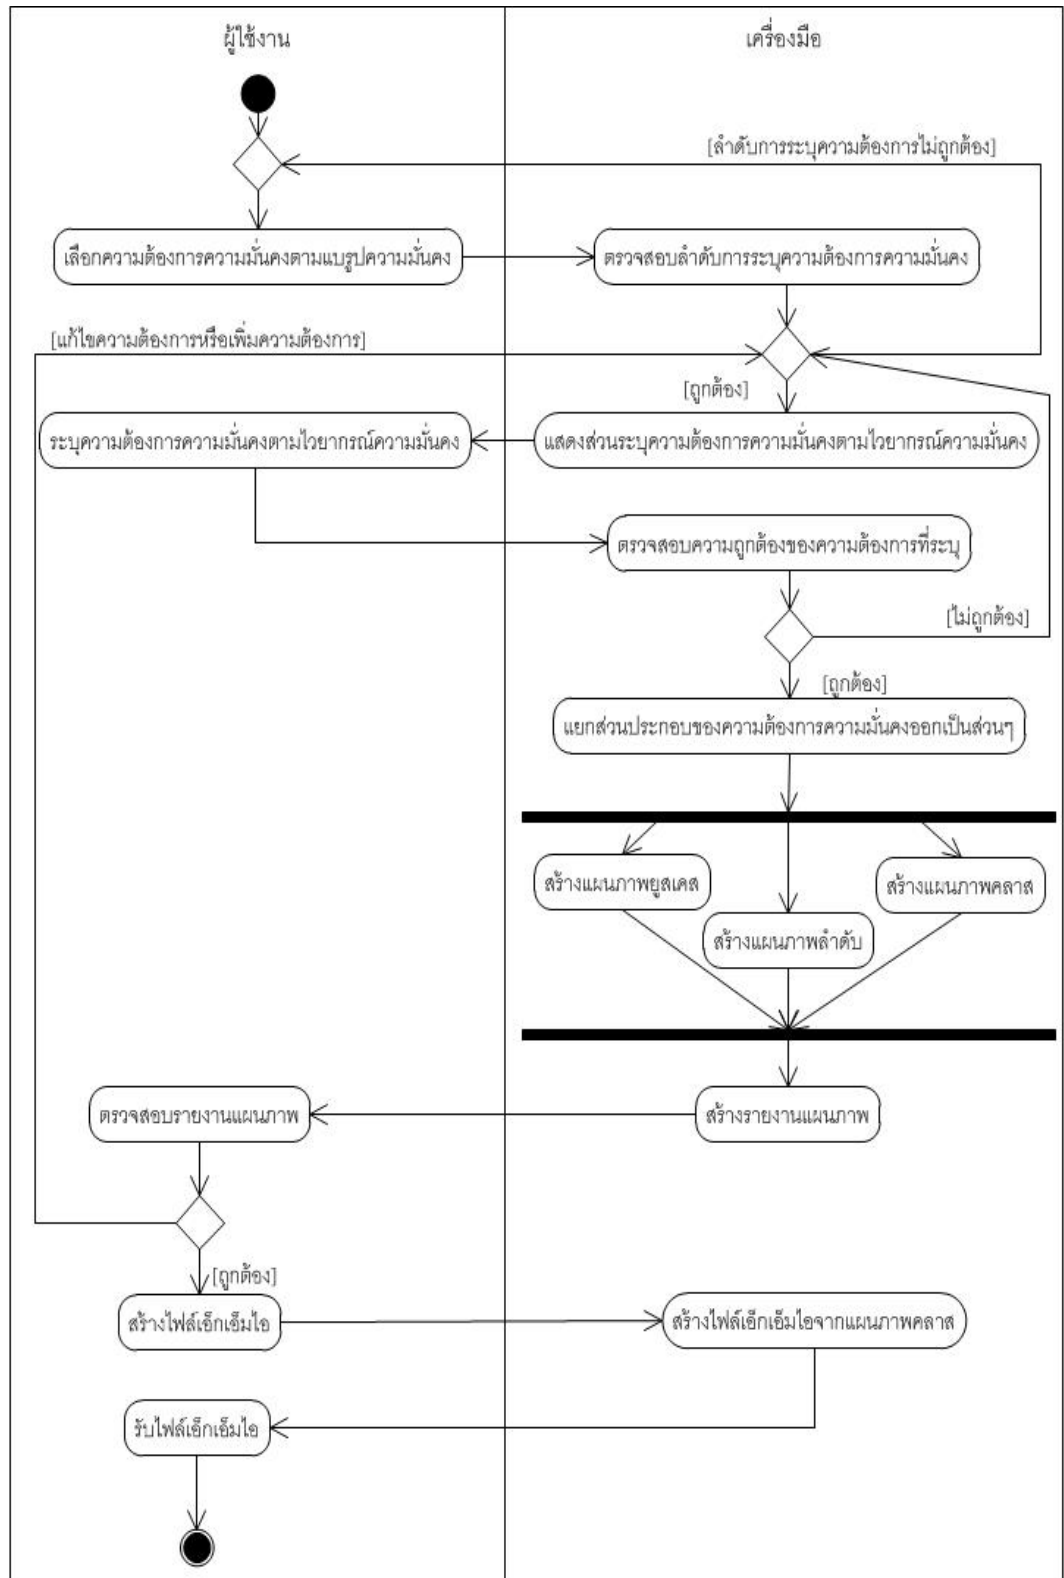 ผู้ใช้งาน
เครื่องมือ
[ลำดับการระบุความต้องการไม่ถูกต้อง]
เลือกความต้องการความมั่นคงตามแบรูปความมั่นคง
ตรวจสอบลำดับการระบุความต้องการความมั่นคง
[แก้ไขความต้องการหรือเพิ่มความต้องการ]
[ถูกต้อง]
ระบุความต้องการความมั่นคงตามไวยากรณ์ความมั่นคง
แสดงส่วนระบุความต้องการความมั่นคงตามไวยากรณ์ความมั่นคง
ตรวจสอบความถูกต้องของความต้องการที่ระบุ
[ไม่ถูกต้อง]
[ถูกต้อง]
แยกส่วนประกอบของความต้องการความมั่นคงออกเป็นส่วนๆ
สร้างแผนภาพยูสเคส
สร้างแผนภาพคลาส
สร้างแผนภาพลำดับ
ตรวจสอบรายงานแผนภาพ
สร้างรายงานแผนภาพ
[ถูกต้อง]
สร้างไฟล์เอ็กเอ็มไอ
สร้างไฟล์เอ็กเอ็มไอจากแผนภาพคลาส
รับไฟล์เอ็กเอ็มไอ